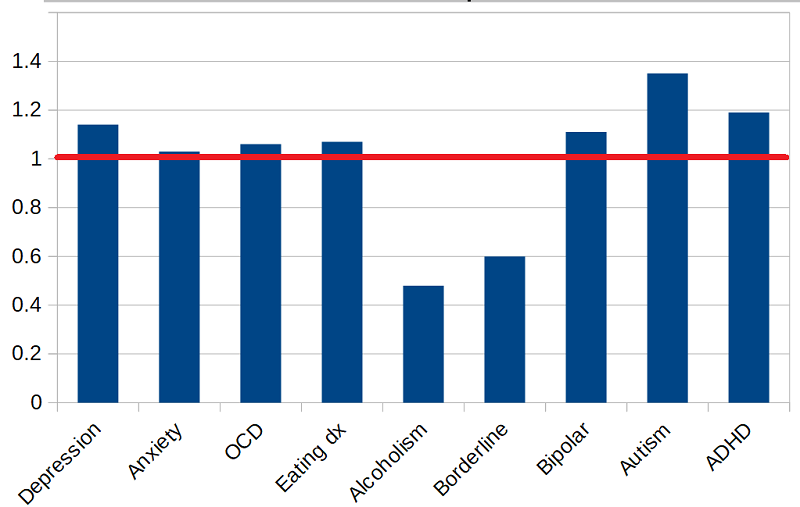 1.4
1.2
1
0.8
0.6
0.4
0.2
0
Depression
Anxiety
OCD
Eating dx
Alcoholism
Borderline
Bipolar
Autism
ADHD